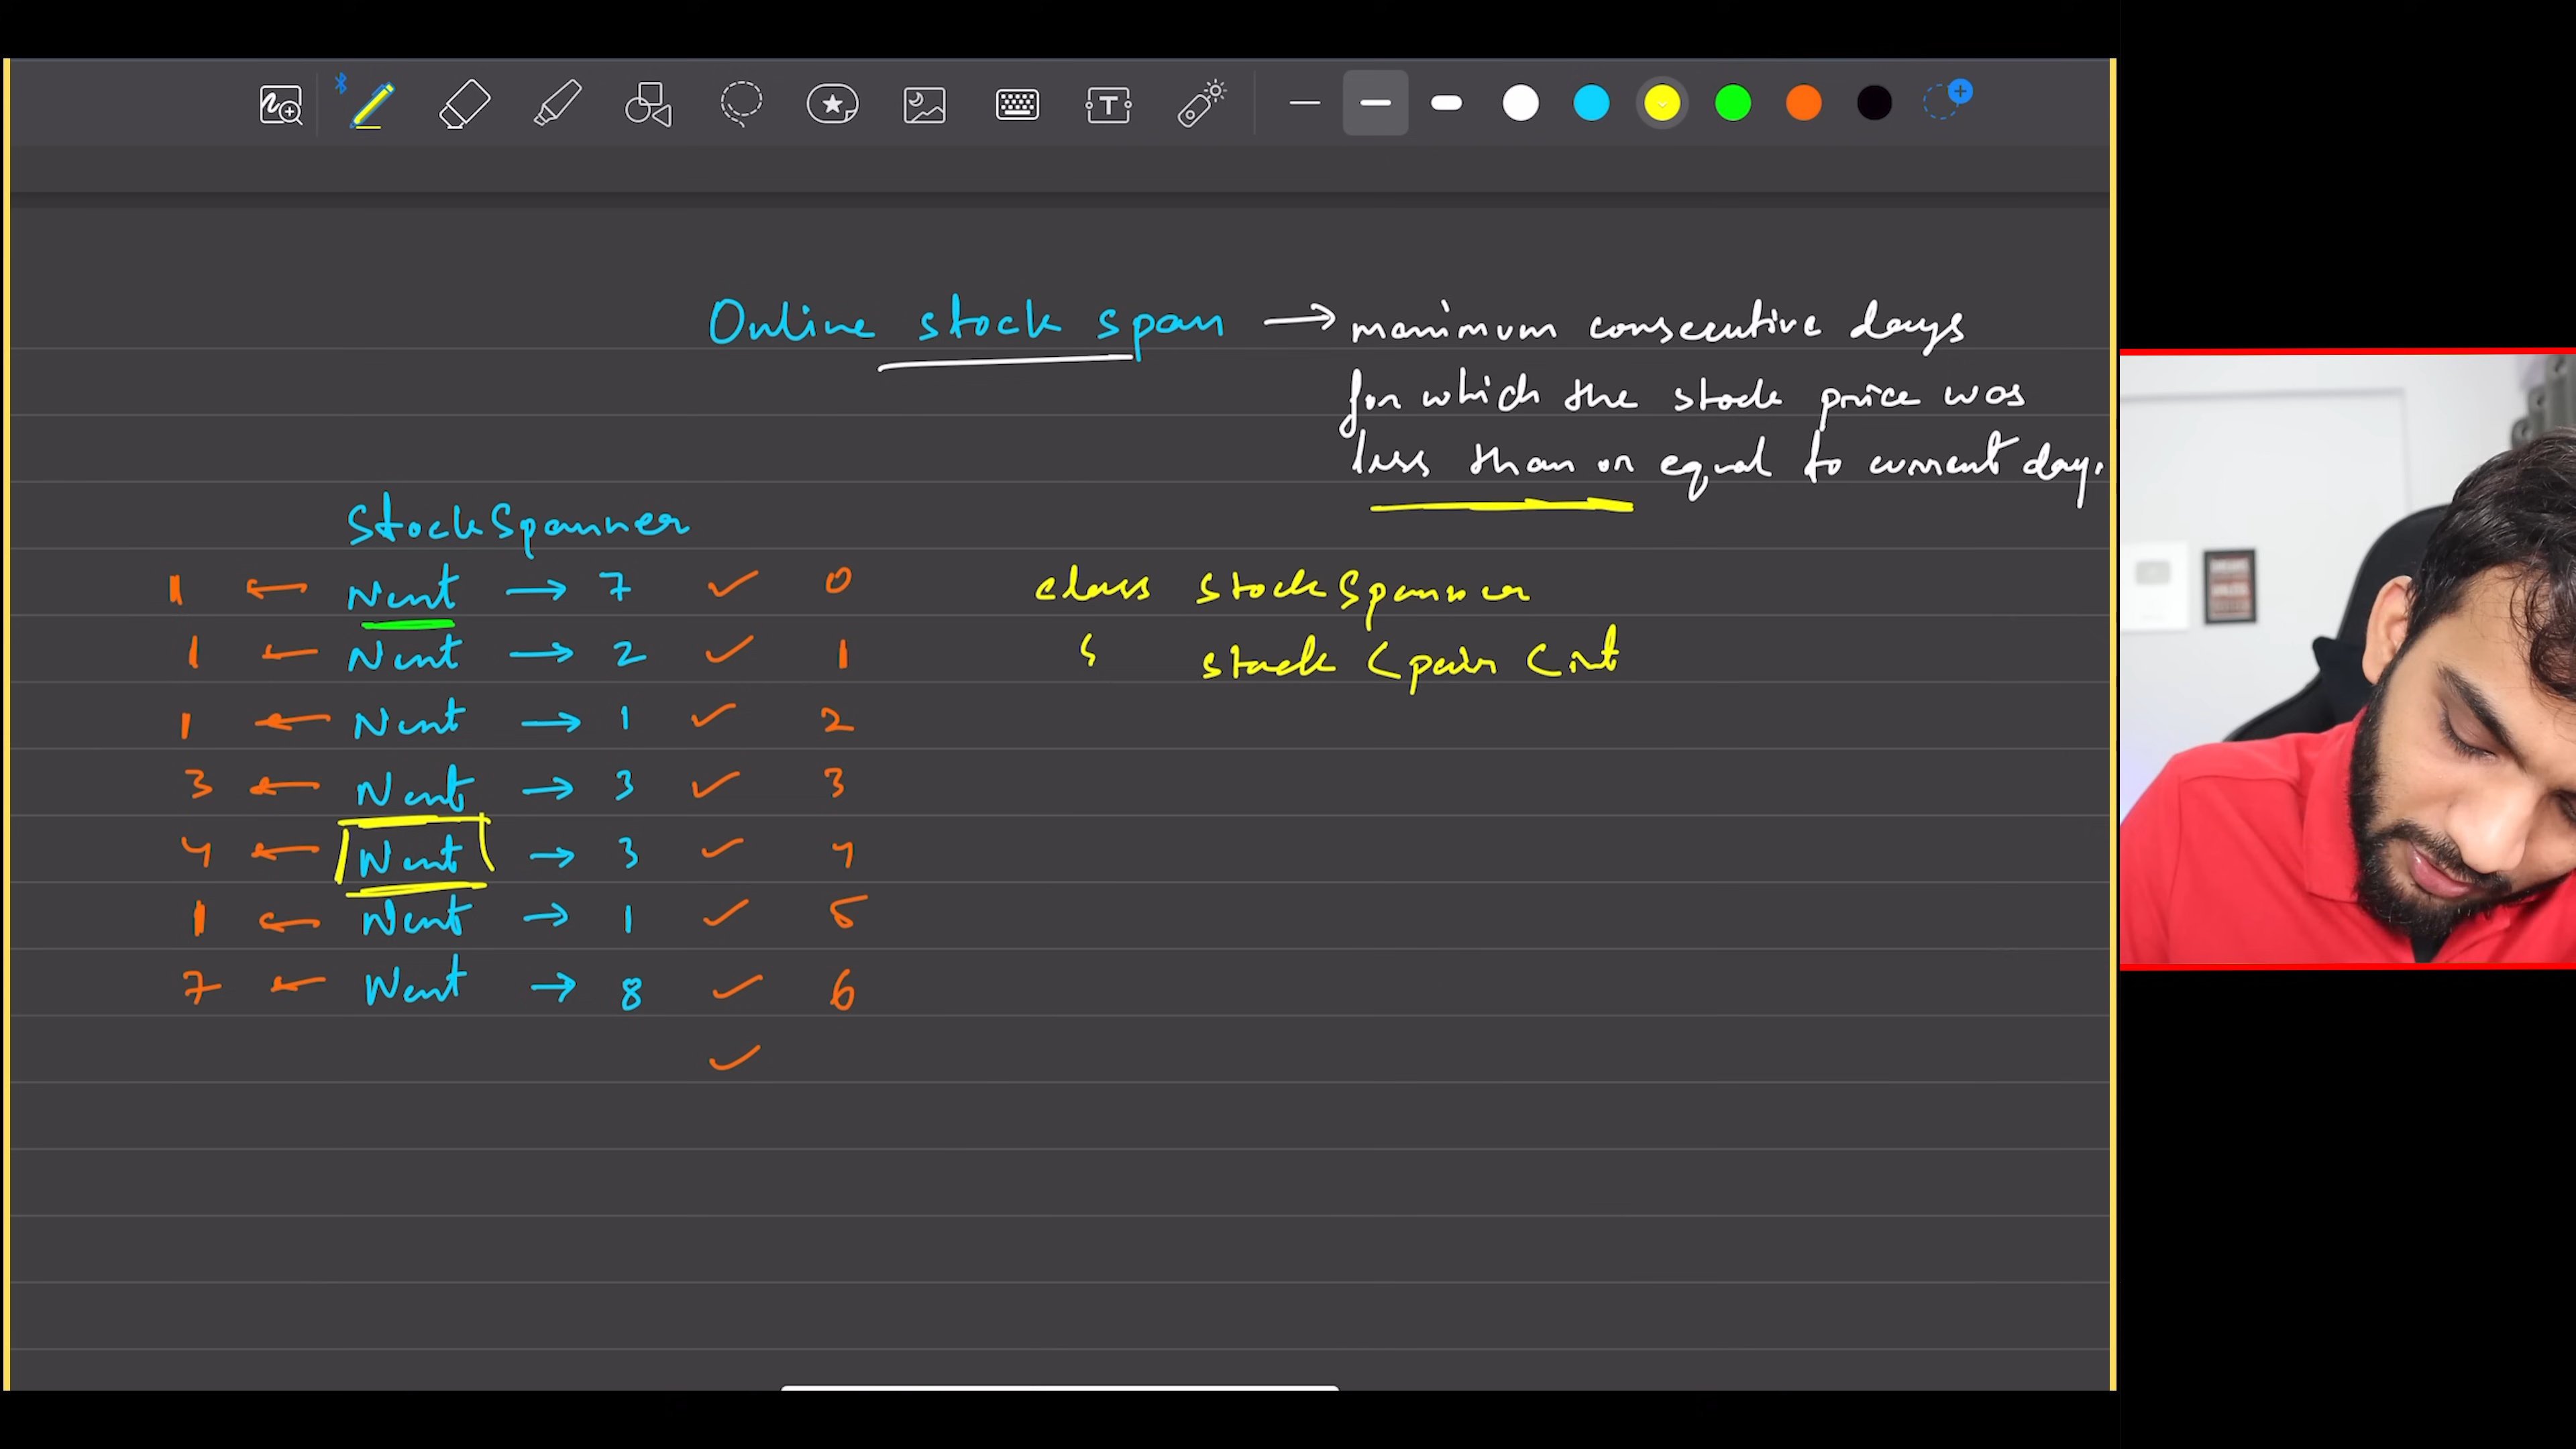 Online stock span → maximum consecutive days
for which the stock price was
less than or equal to current day.
StockSpanner
1 ← Next → 7 ✓ 0
1 ← Next → 2 ✓ 1
1 ← Next → 1 ✓ 2
3 ← Next → 3 ✓ 3
4 ← Next → 3 ✓ 4
1 ← Next → 1 ✓ 5
7 ← Next → 8 ✓ 6
✓
class StockSpanner
{ stack <pair <int